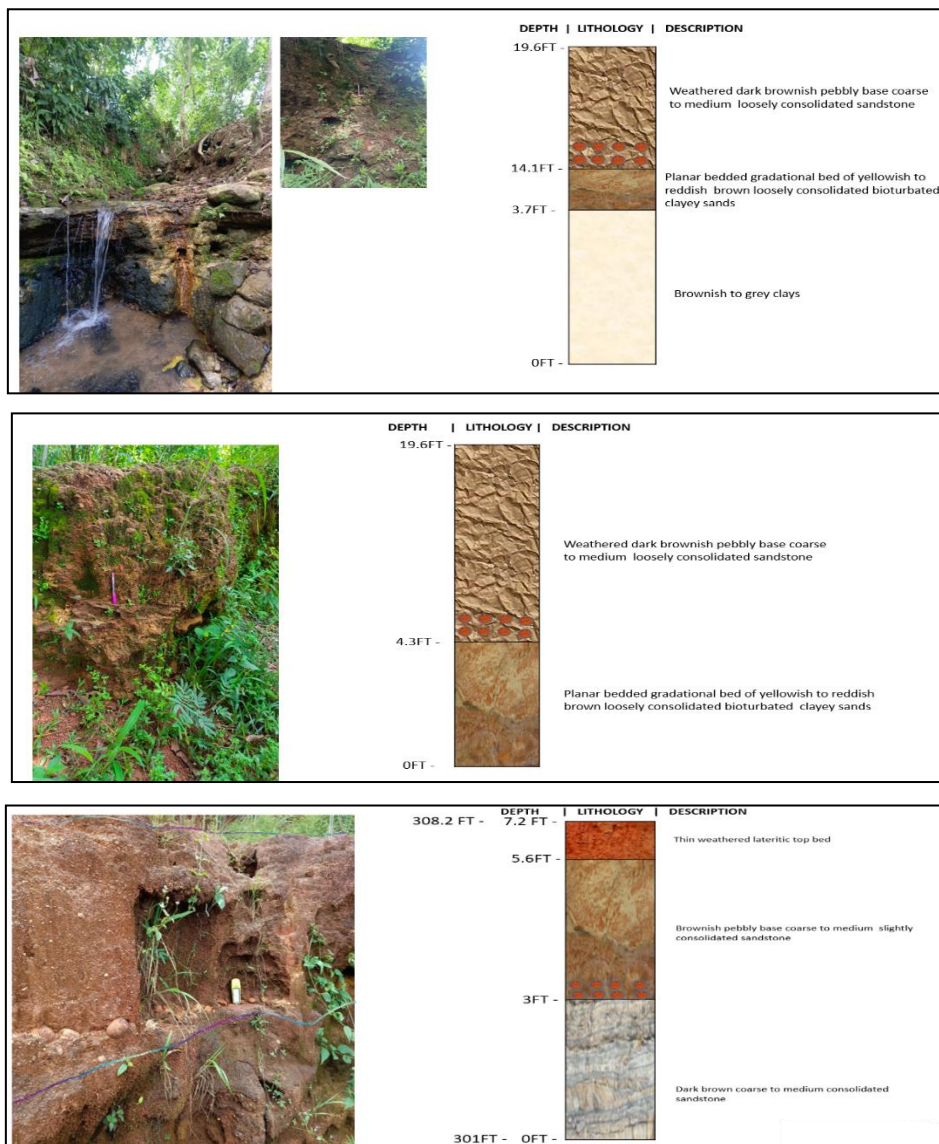 DEPTH | LITHOLOGY | DESCRIPTION
19.6FT -
Weathered dark brownish pebbly base coarse
to medium loosely consolidated sandstone
14.1FT -
Planar bedded gradational bed of yellowish to
reddish brown loosely consolidated bioturbated
clayey sands
3.7FT -
Brownish to grey clays
0FT -
DEPTH | LITHOLOGY | DESCRIPTION
19.6FT -
Weathered dark brownish pebbly base coarse
to medium loosely consolidated sandstone
4.3FT -
Planar bedded gradational bed of yellowish to reddish
brown loosely consolidated bioturbated clayey sands
0FT -
DEPTH | LITHOLOGY | DESCRIPTION
308.2 FT - 7.2 FT -
Thin weathered lateritic top bed
5.6FT -
Brownish pebbly base coarse to medium slightly
consolidated sandstone
3FT -
Dark brown coarse to medium consolidated
sandstone
301FT - 0FT -